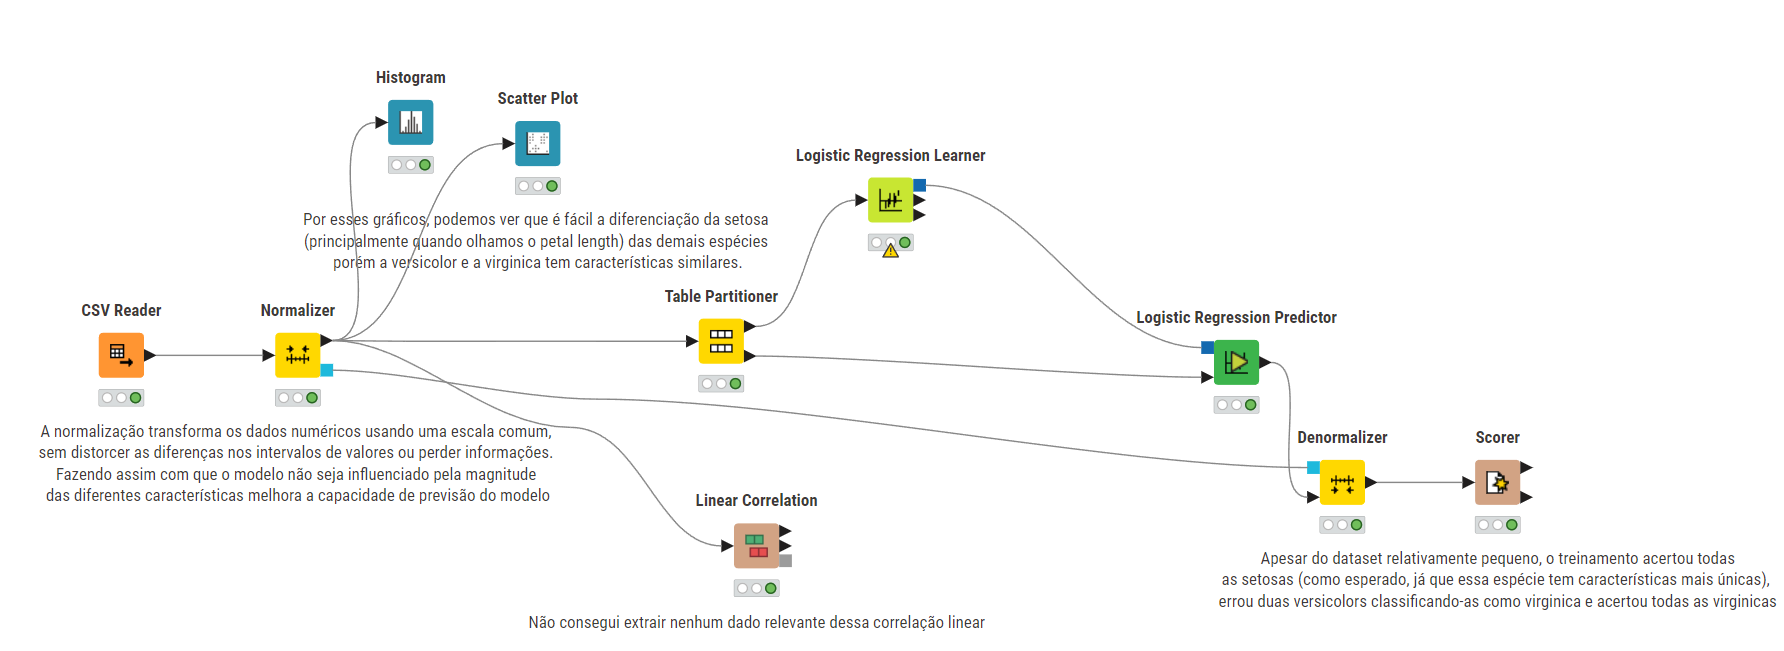 Histogram
Scatter Plot
Logistic Regression Learner
Por esses gráficos, podemos ver que é fácil a diferenciação da setosa
(principalmente quando olhamos o petal length) das demais espécies
porém a versicolor e a virginica tem características similares.
Table Partitioner
CSV Reader
Normalizer
Logistic Regression Predictor
A normalização transforma os dados numéricos usando uma escala comum,
sem distorcer as diferenças nos intervalos de valores ou perder informações.
Fazendo assim com que o modelo não seja influenciado pela magnitude
das diferentes características melhora a capacidade de previsão do modelo
Denormalizer
Scorer
Linear Correlation
Apesar do dataset relativamente pequeno, o treinamento acertou todas
as setosas (como esperado, já que essa espécie tem características mais únicas),
errou duas versicolors classificando-as como virginica e acertou todas as virginicas
Não consegui extrair nenhum dado relevante dessa correlação linear